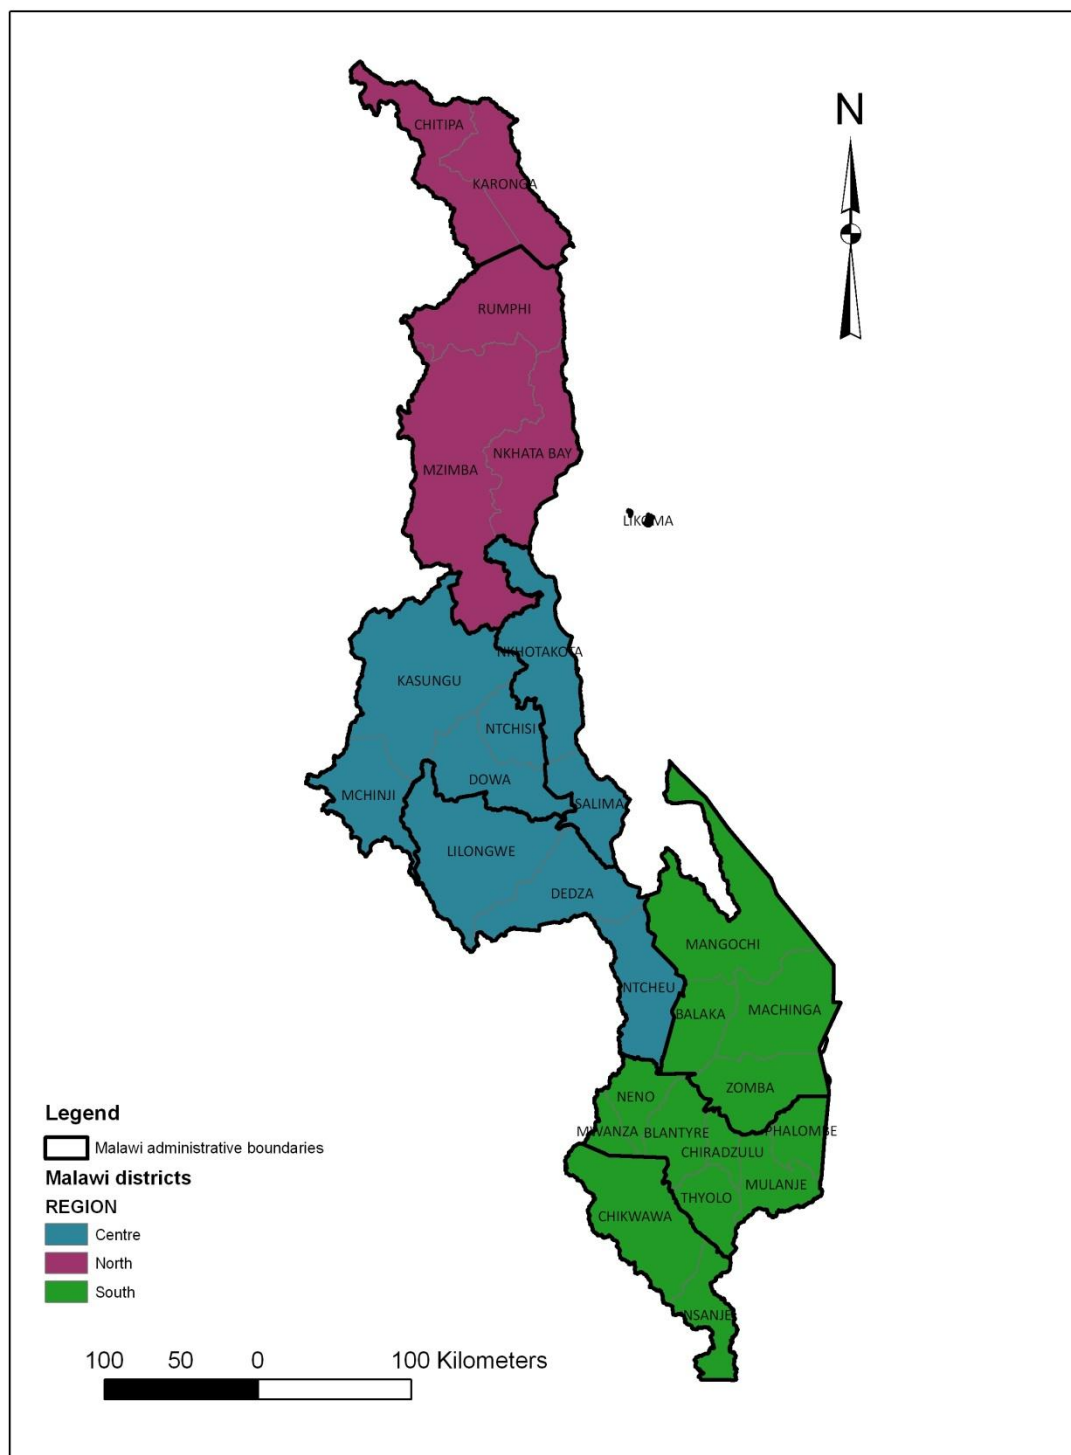 N
CHITIPA
KARONGA
RUMPHI
NKHATA BAY
MZIMBA
LIKOMA
NKHOTAKOTA
KASUNGU
NTCHISI
DOWA
MCHINJI
SALIMA
LILONGWE
DEDZA
MANGOCHI
NTCHEU
BALAKA
MACHINGA
ZOMBA
NENO
MWANZA
BLANTYRE
PHALOMBE
CHIRADZULU
MULANJE
THYOLO
CHIKWAWA
NSANJE
Legend
Malawi administrative boundaries
Malawi districts
REGION
Centre
North
South
100 50 0 100 Kilometers